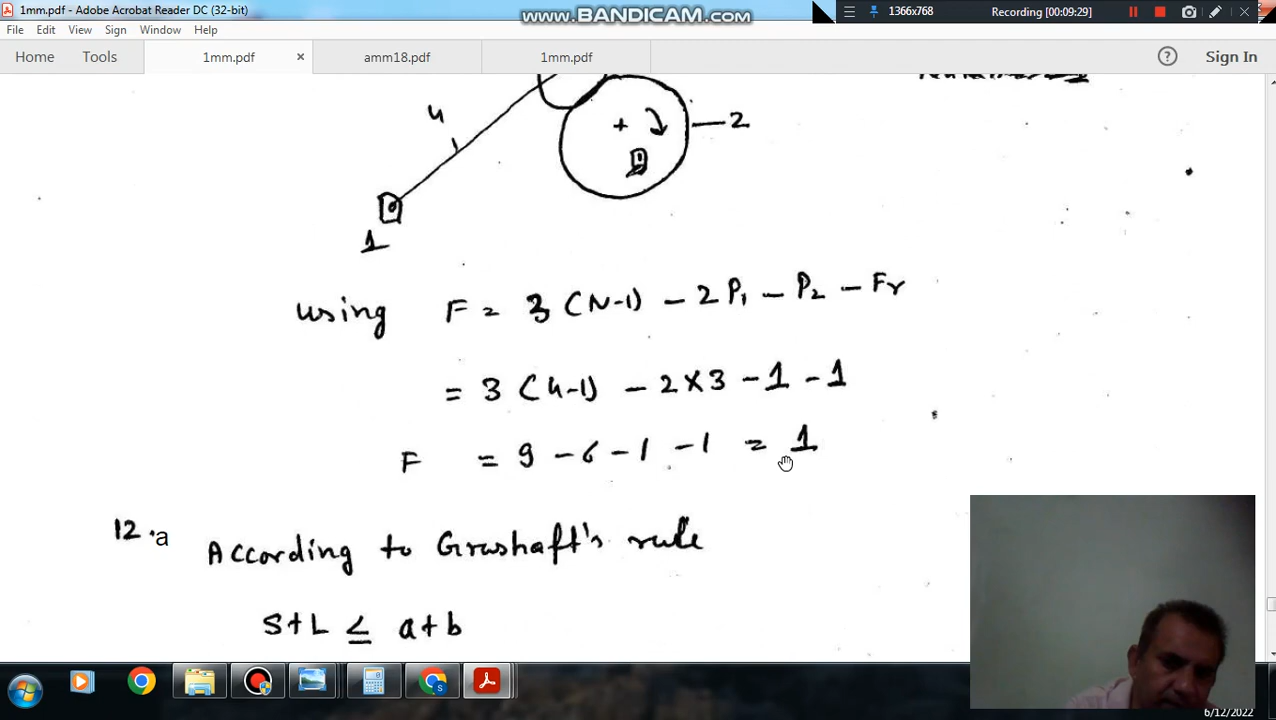 1mm.pdf - Adobe Acrobat Reader DC (32-bit)
www.BANDICAM.com
1366x768
Recording [00:09:29]
File Edit View Sign Window Help
Home Tools 1mm.pdf × amm18.pdf 1mm.pdf ? Sign In
4
2
1
using F = 3 (N-1) - 2P₁ - P₂ - Fr
= 3 (4-1) - 2×3 - 1 - 1
F = 9 - 6 - 1 - 1 = 1
12.a According to Grashaft's rule
S+L ≤ a+b
6/12/2022